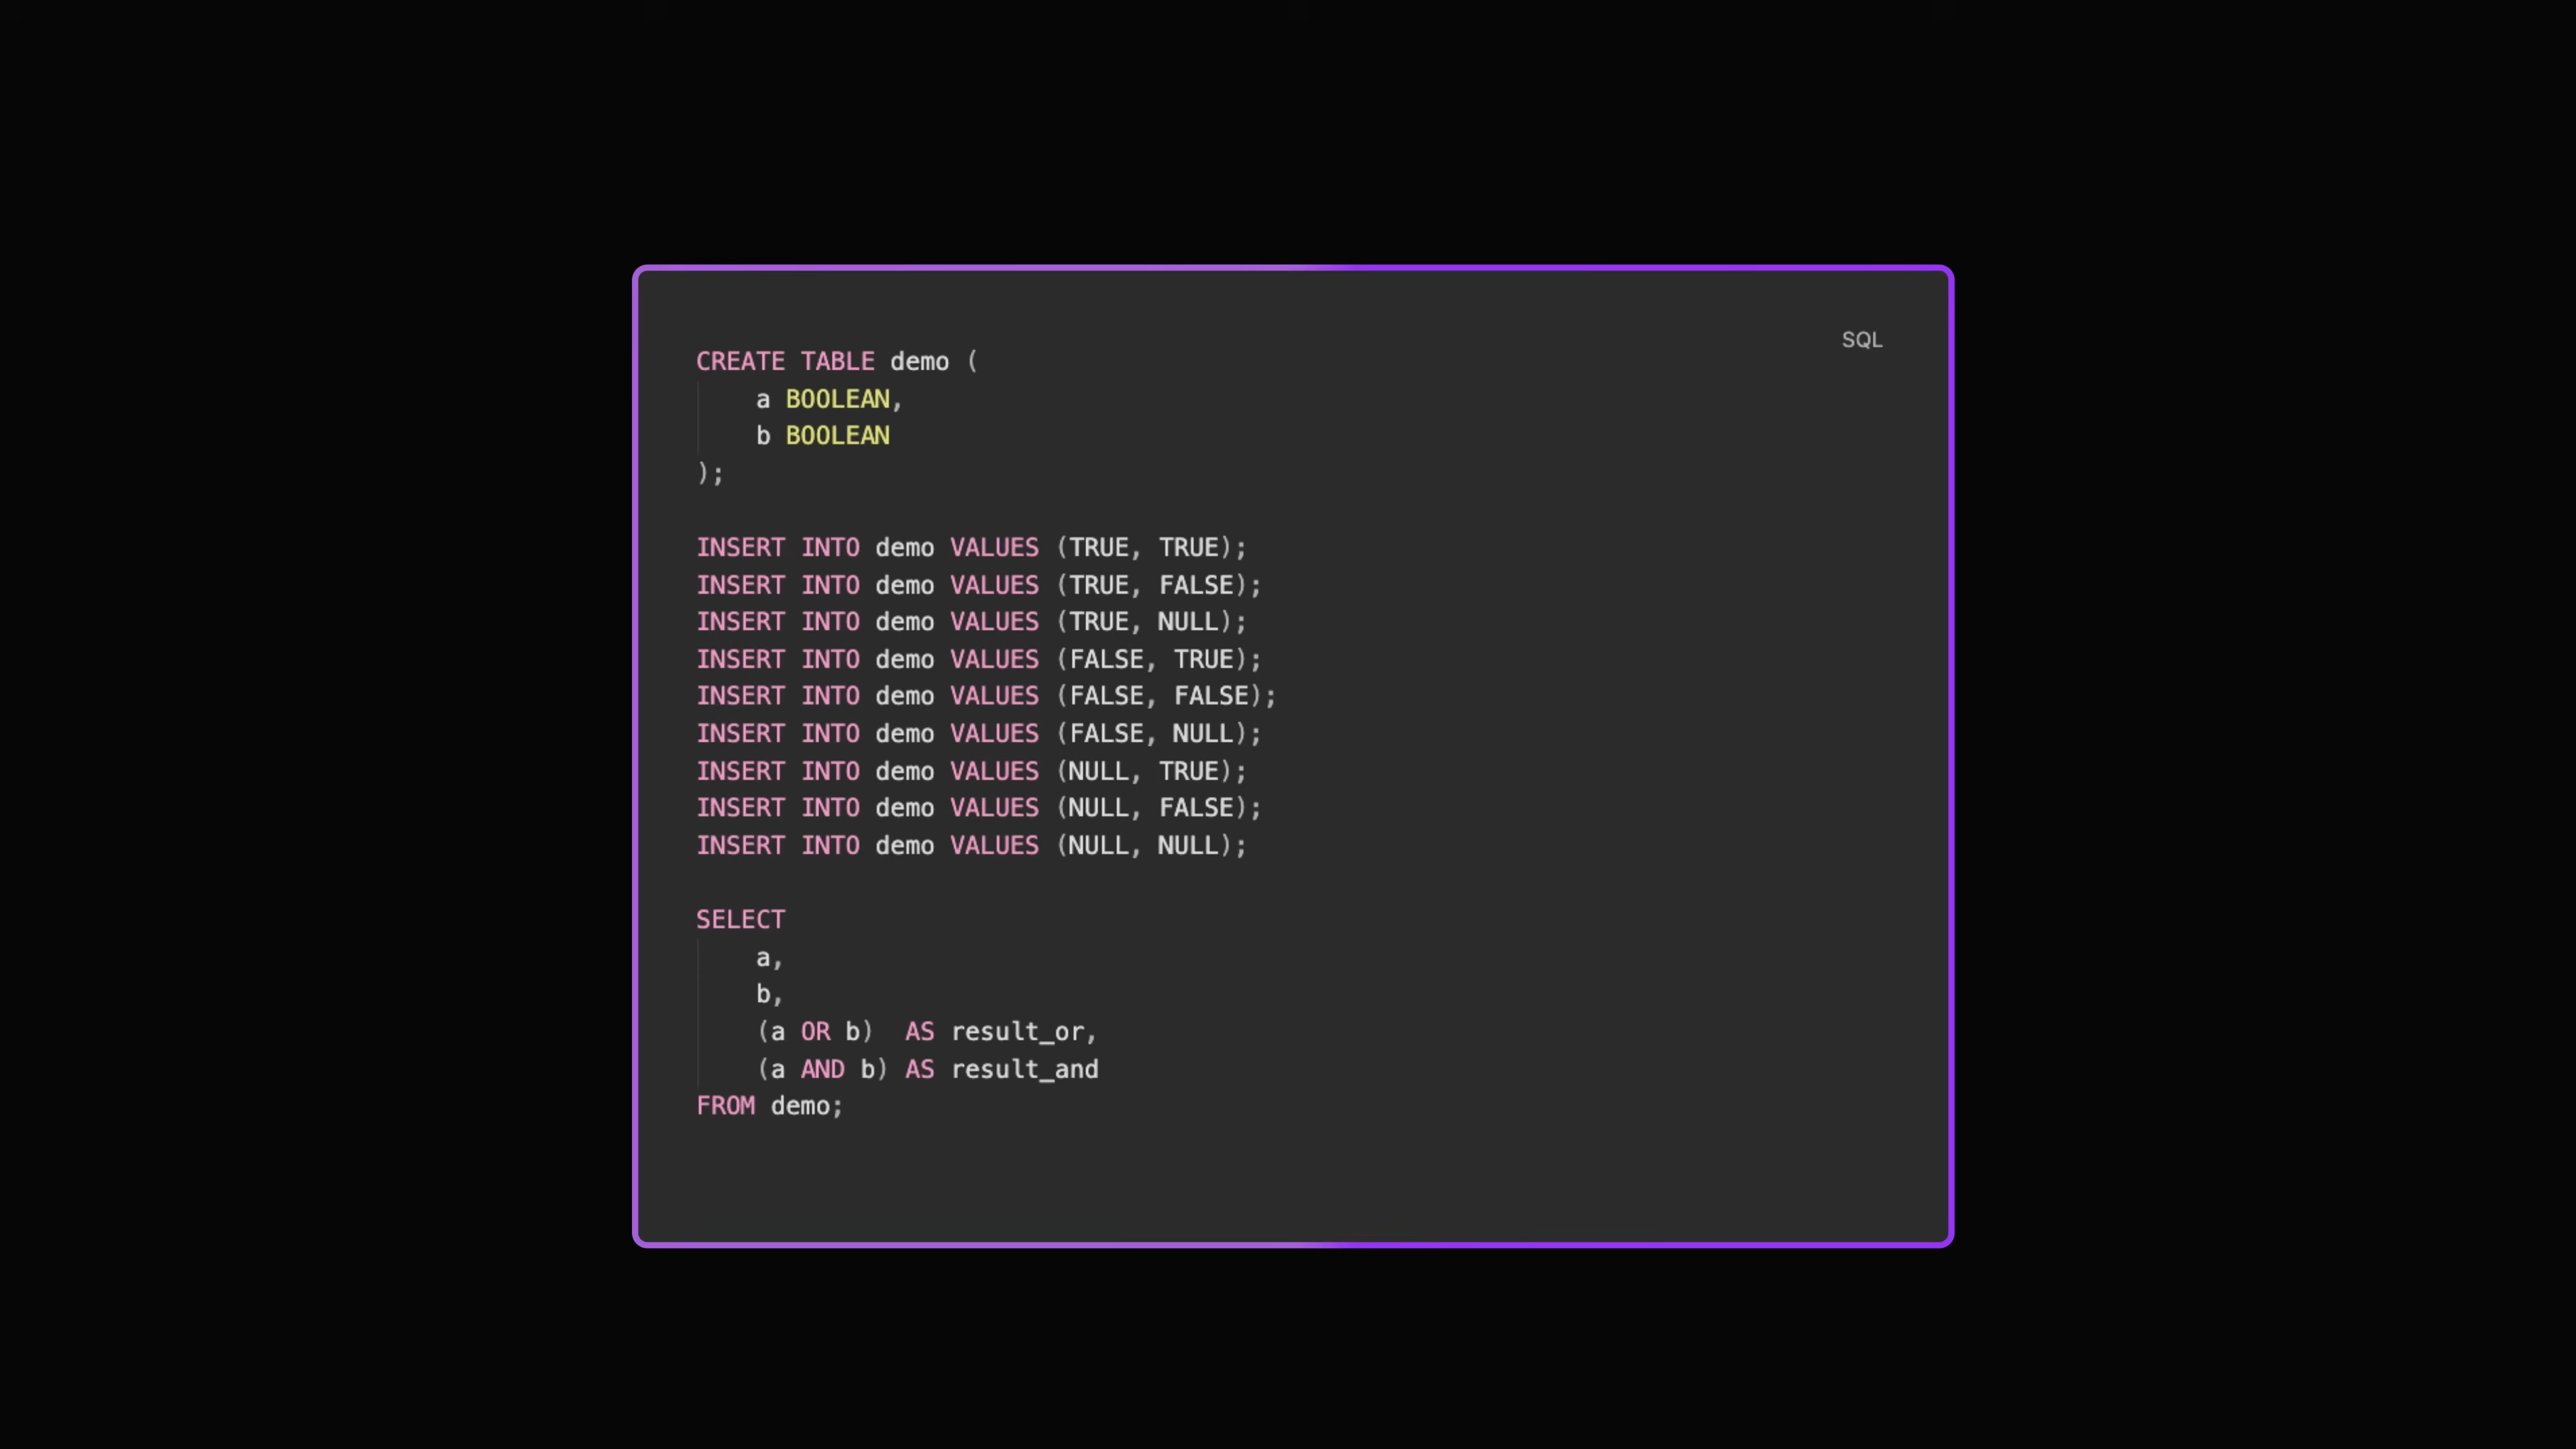 SQL
CREATE TABLE demo (
    a BOOLEAN,
    b BOOLEAN
);

INSERT INTO demo VALUES (TRUE, TRUE);
INSERT INTO demo VALUES (TRUE, FALSE);
INSERT INTO demo VALUES (TRUE, NULL);
INSERT INTO demo VALUES (FALSE, TRUE);
INSERT INTO demo VALUES (FALSE, FALSE);
INSERT INTO demo VALUES (FALSE, NULL);
INSERT INTO demo VALUES (NULL, TRUE);
INSERT INTO demo VALUES (NULL, FALSE);
INSERT INTO demo VALUES (NULL, NULL);

SELECT
    a,
    b,
    (a OR b)  AS result_or,
    (a AND b) AS result_and
FROM demo;